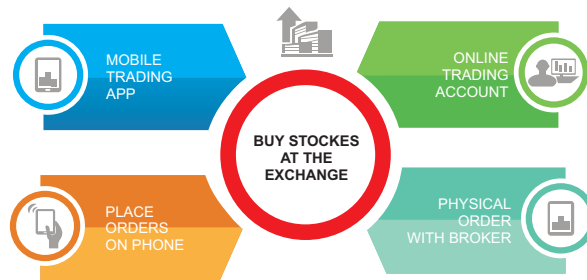 MOBILE
TRADING
APP
ONLINE
TRADING
ACCOUNT
BUY STOCKES
AT THE
EXCHANGE
PLACE
ORDERS
ON PHONE
PHYSICAL
ORDER
WITH BROKER